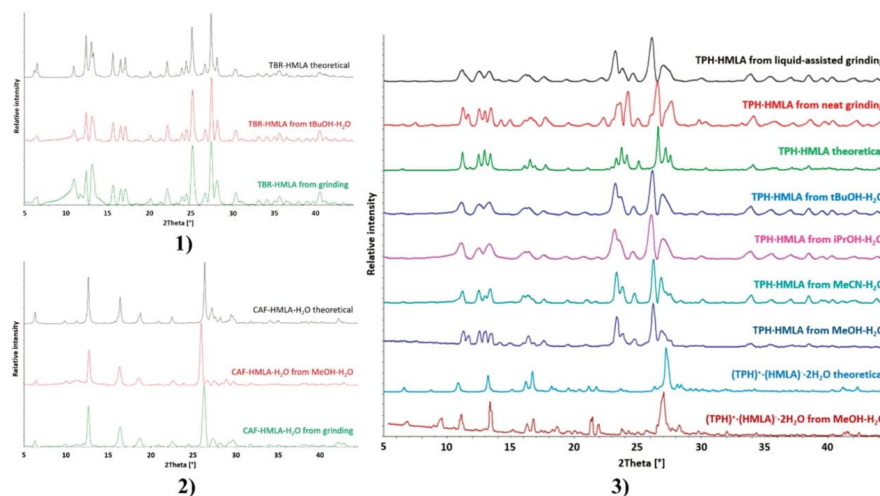 Relative intensity
TBR-HMLA theoretical
TBR-HMLA from tBuOH-H₂O
TBR-HMLA from grinding
5 10 15 20 25 30 35 40
2Theta [°]
1)
Relative intensity
CAF-HMLA-H₂O theoretical
CAF-HMLA-H₂O from MeOH-H₂O
CAF-HMLA-H₂O from grinding
5 10 15 20 25 30 35 40
2Theta [°]
2)
Relative intensity
TPH-HMLA from liquid-assisted grinding
TPH-HMLA from neat grinding
TPH-HMLA theoretical
TPH-HMLA from tBuOH-H₂O
TPH-HMLA from iPrOH-H₂O
TPH-HMLA from MeCN-H₂O
TPH-HMLA from MeOH-H₂O
(TPH)⁺·(HMLA)⁻·2H₂O theoretical
(TPH)⁺·(HMLA)⁻·2H₂O from MeOH-H₂O
5 10 15 20 25 30 35 40
2Theta [°]
3)